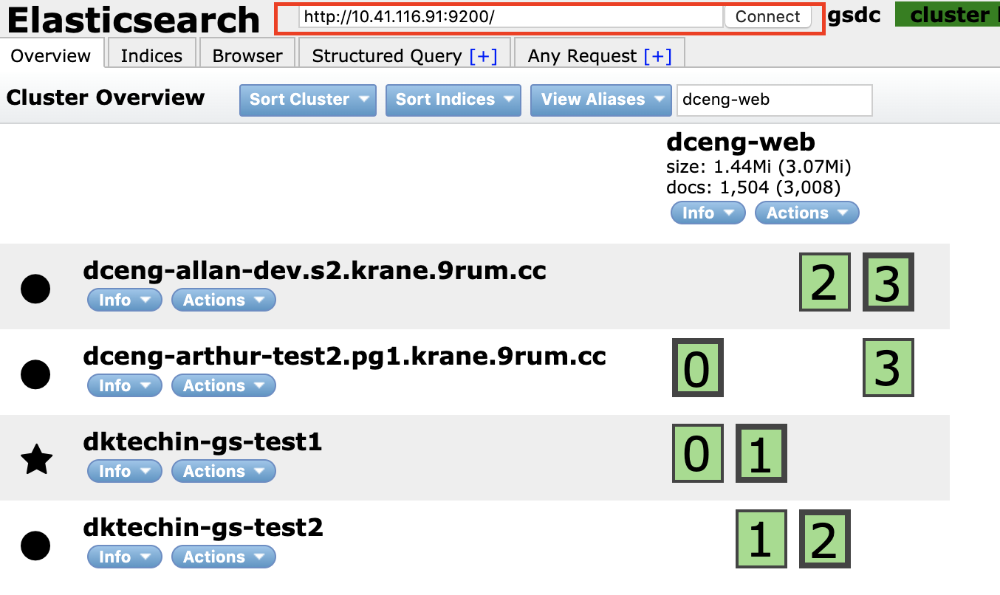 Elasticsearch http://10.41.116.91:9200/ Connect gsdc cluster
Overview Indices Browser Structured Query [+] Any Request [+]
Cluster Overview Sort Cluster Sort Indices View Aliases dceng-web
dceng-web
size: 1.44Mi (3.07Mi)
docs: 1,504 (3,008)
Info Actions
dceng-allan-dev.s2.krane.9rum.cc
Info Actions
2 3
dceng-arthur-test2.pg1.krane.9rum.cc
Info Actions
0 3
dktechin-gs-test1
Info Actions
0 1
dktechin-gs-test2
Info Actions
1 2